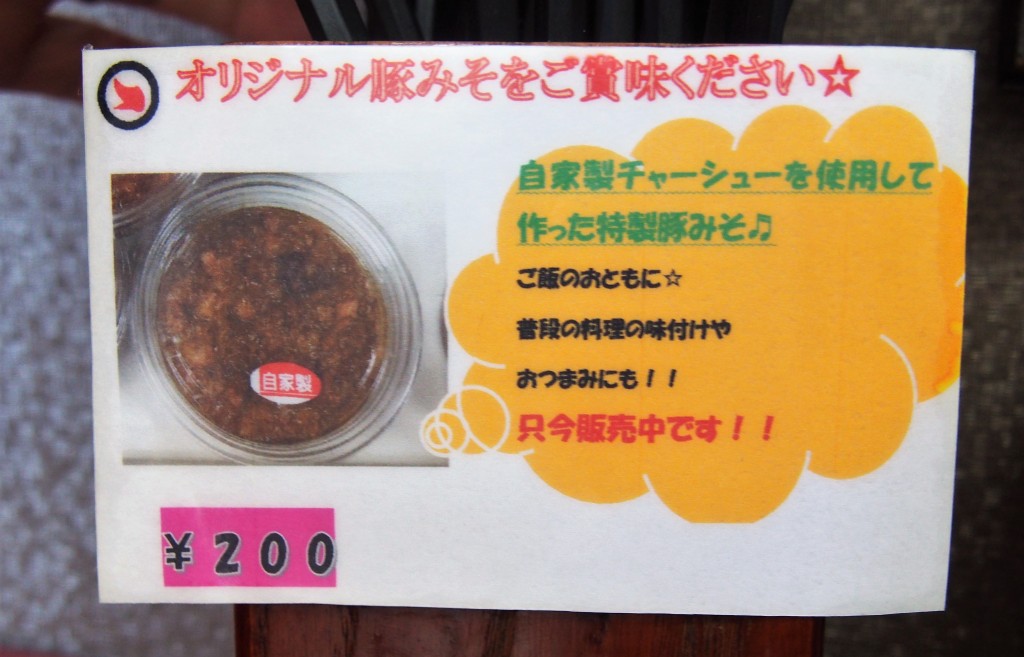 オリジナル豚みそをご賞味ください☆
自家製チャーシューを使用して
作った特製豚みそ♫
ご飯のおともに☆
普段の料理の味付けや
おつまみにも！！
只今販売中です！！
自家製
¥200